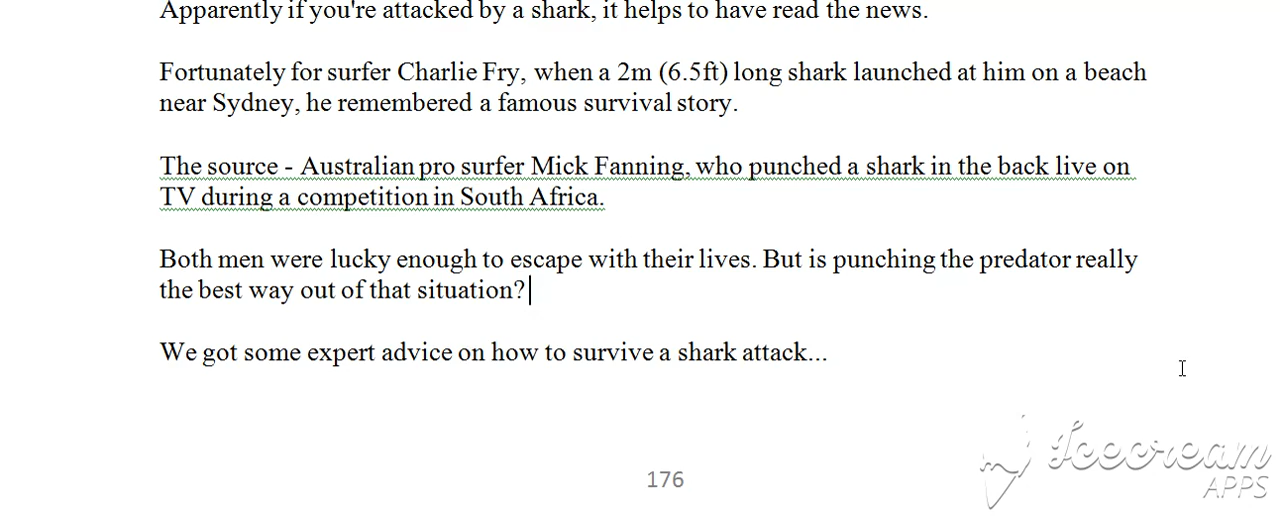 Apparently if you're attacked by a shark, it helps to have read the news.
Fortunately for surfer Charlie Fry, when a 2m (6.5ft) long shark launched at him on a beach
near Sydney, he remembered a famous survival story.
The source - Australian pro surfer Mick Fanning, who punched a shark in the back live on
TV during a competition in South Africa.
Both men were lucky enough to escape with their lives. But is punching the predator really
the best way out of that situation?
We got some expert advice on how to survive a shark attack...
Icecream
APPS
176